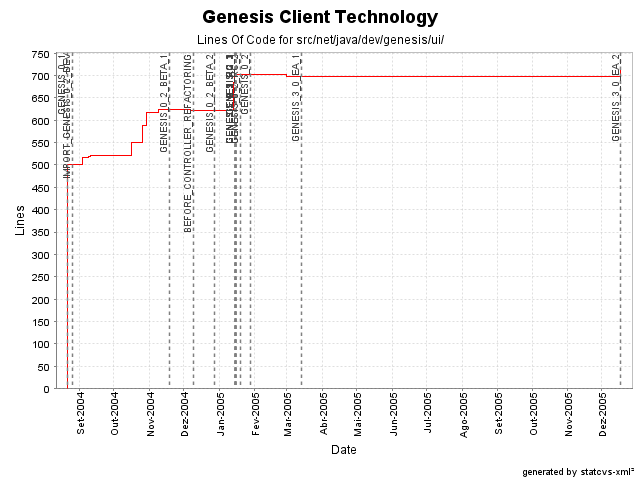 Genesis Client Technology
Lines Of Code for src/net/java/dev/genesis/ui/
750
700
650
600
550
500
450
400
350
300
250
200
150
100
50
0
Lines
GENESIS_0_2_BETA_1
BEFORE_CONTROLLER_REFACTORING
GENESIS_0_2_BETA_2
GENESIS_0_2
GENESIS_3_0_EA_1
GENESIS_3_0_EA_2
Set-2004
Out-2004
Nov-2004
Dez-2004
Jan-2005
Fev-2005
Mar-2005
Abr-2005
Mai-2005
Jun-2005
Jul-2005
Ago-2005
Set-2005
Out-2005
Nov-2005
Dez-2005
Date
generated by statcvs-xml²